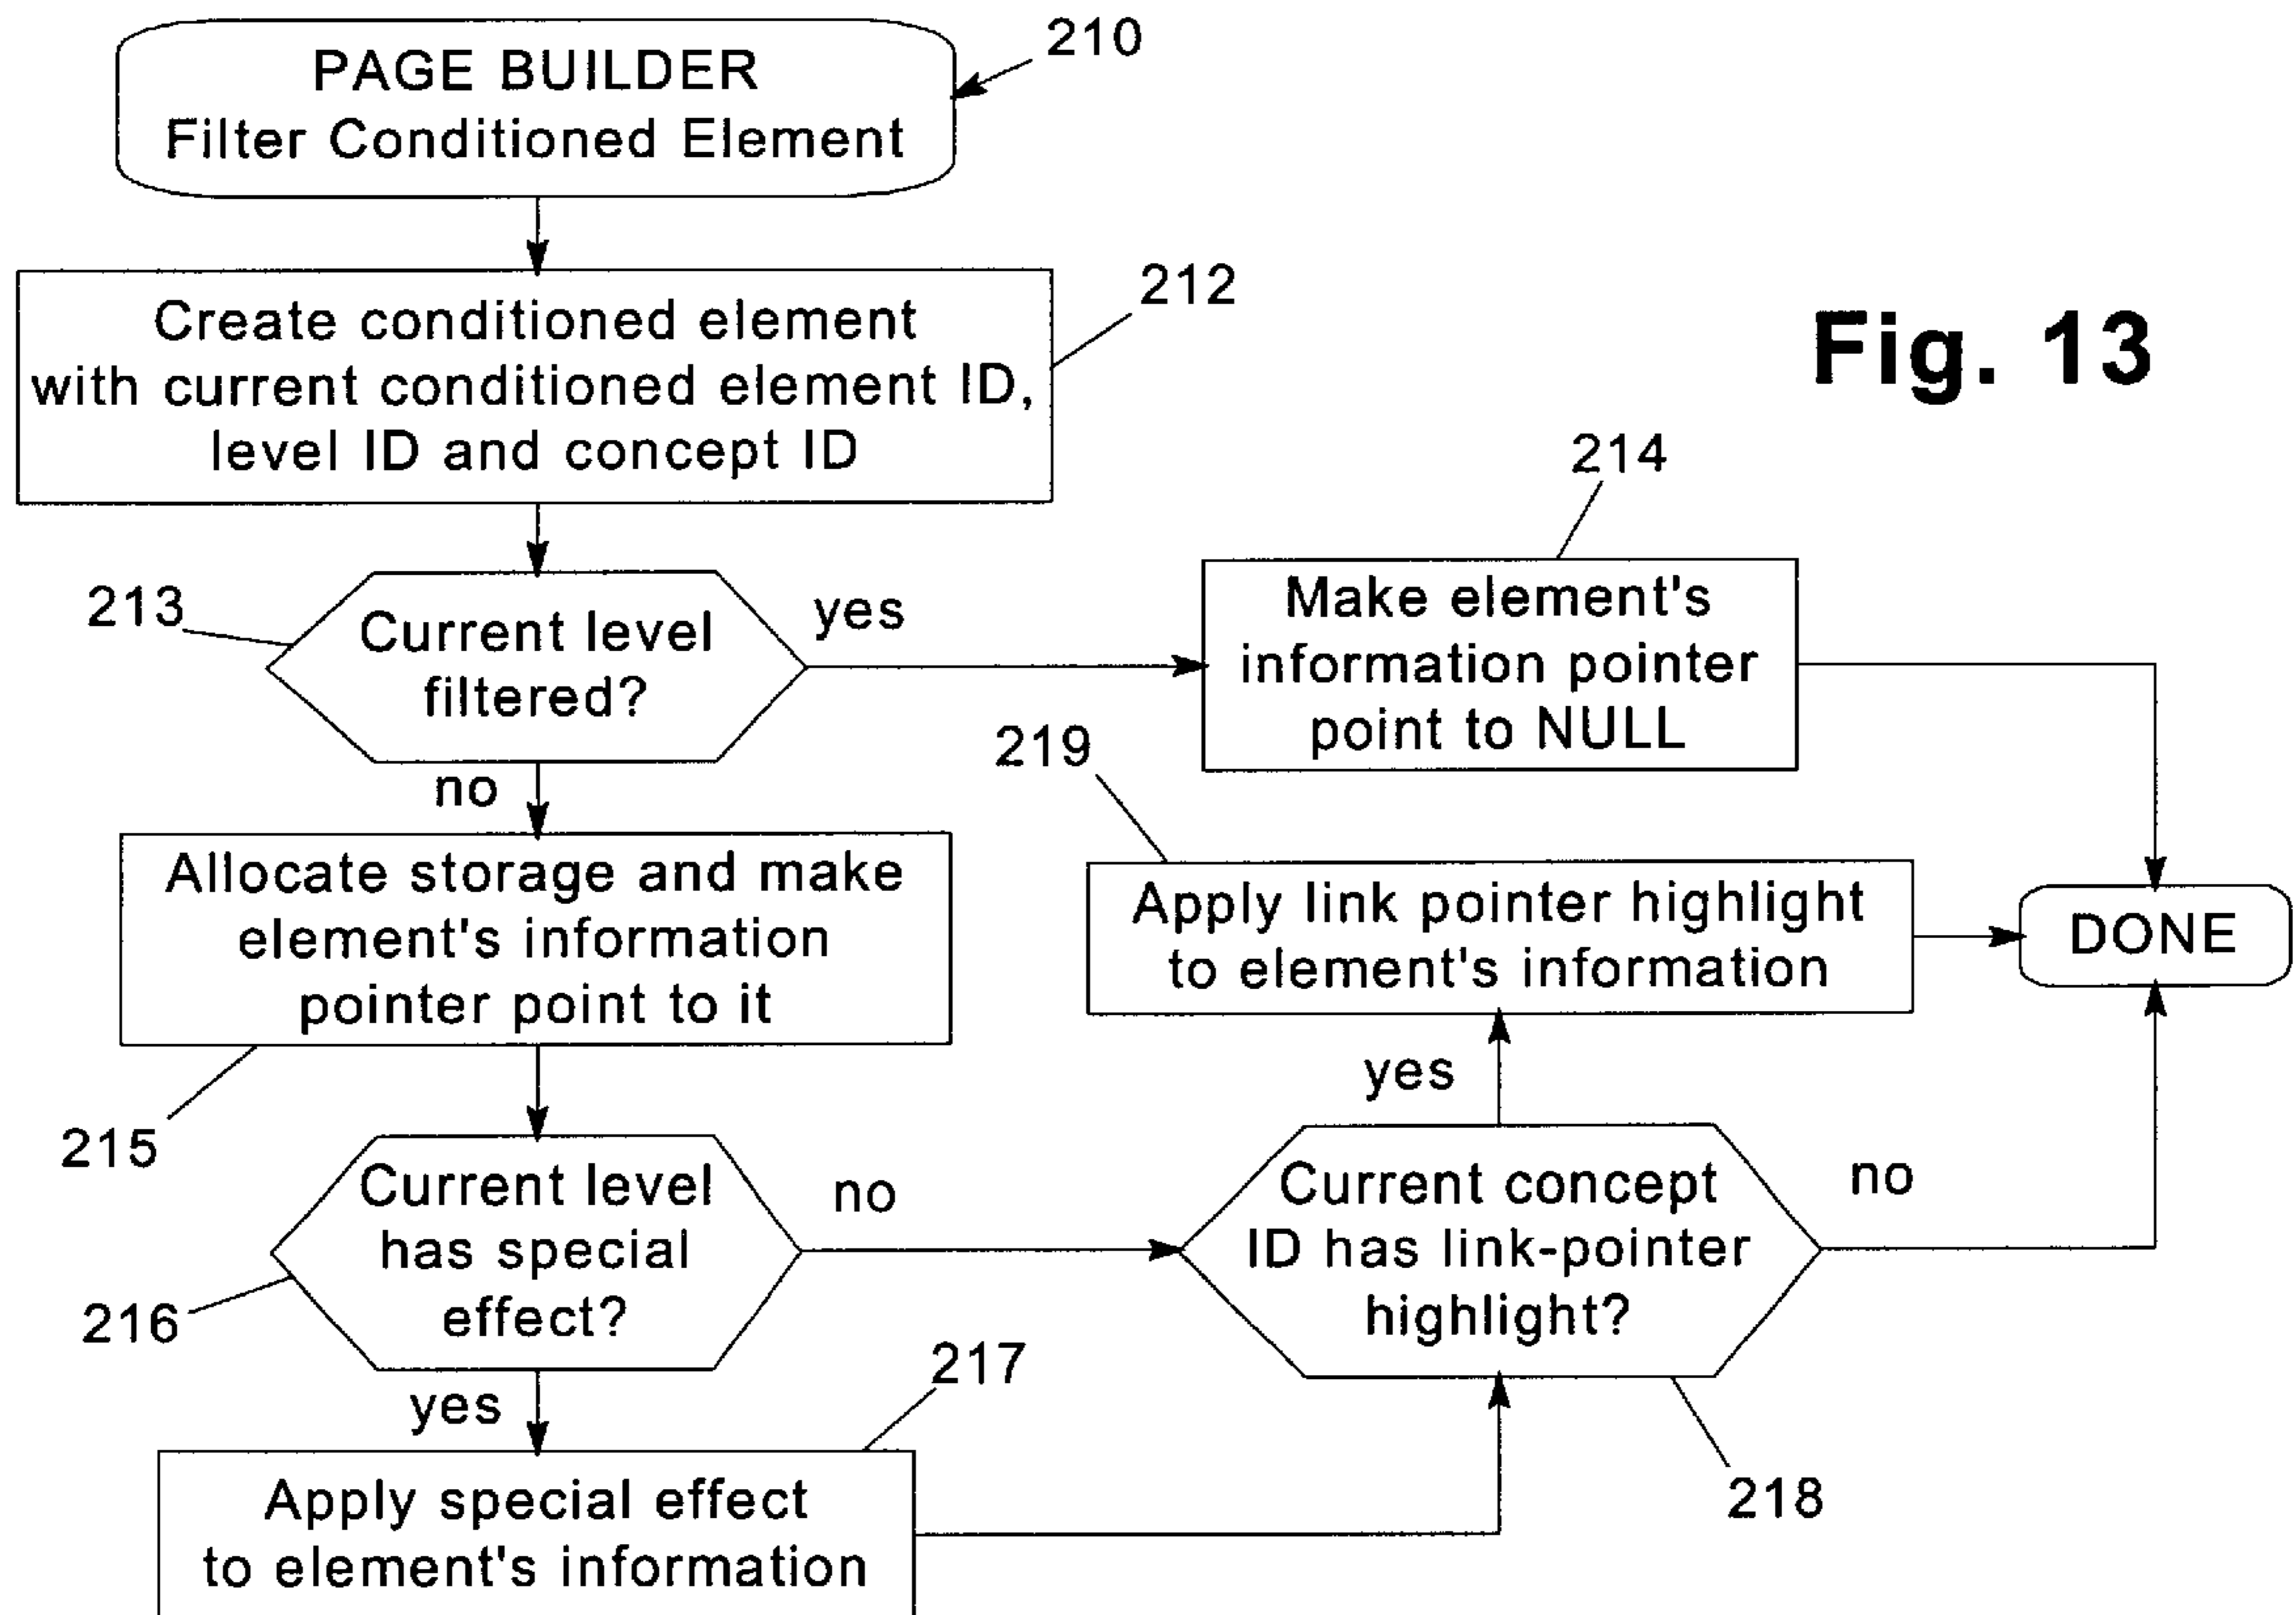 PAGE BUILDER
Filter Conditioned Element
210
Create conditioned element
with current conditioned element ID,
level ID and concept ID
212
Fig. 13
213
Current level
filtered?
yes
no
214
Make element's
information pointer
point to NULL
Allocate storage and make
element's information
pointer point to it
215
219
Apply link pointer highlight
to element's information
DONE
Current level
has special
effect?
216
no
yes
Current concept
ID has link-pointer
highlight?
yes
no
218
217
Apply special effect
to element's information